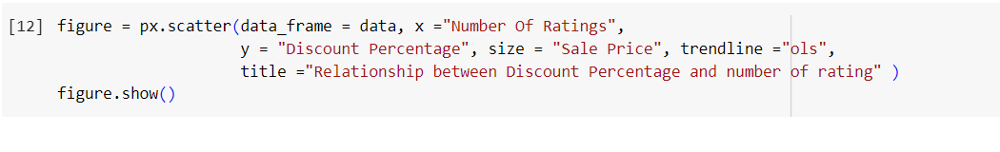 [12] figure = px.scatter(data_frame = data, x ="Number Of Ratings",
y = "Discount Percentage", size = "Sale Price", trendline ="ols",
title ="Relationship between Discount Percentage and number of rating" )
figure.show()